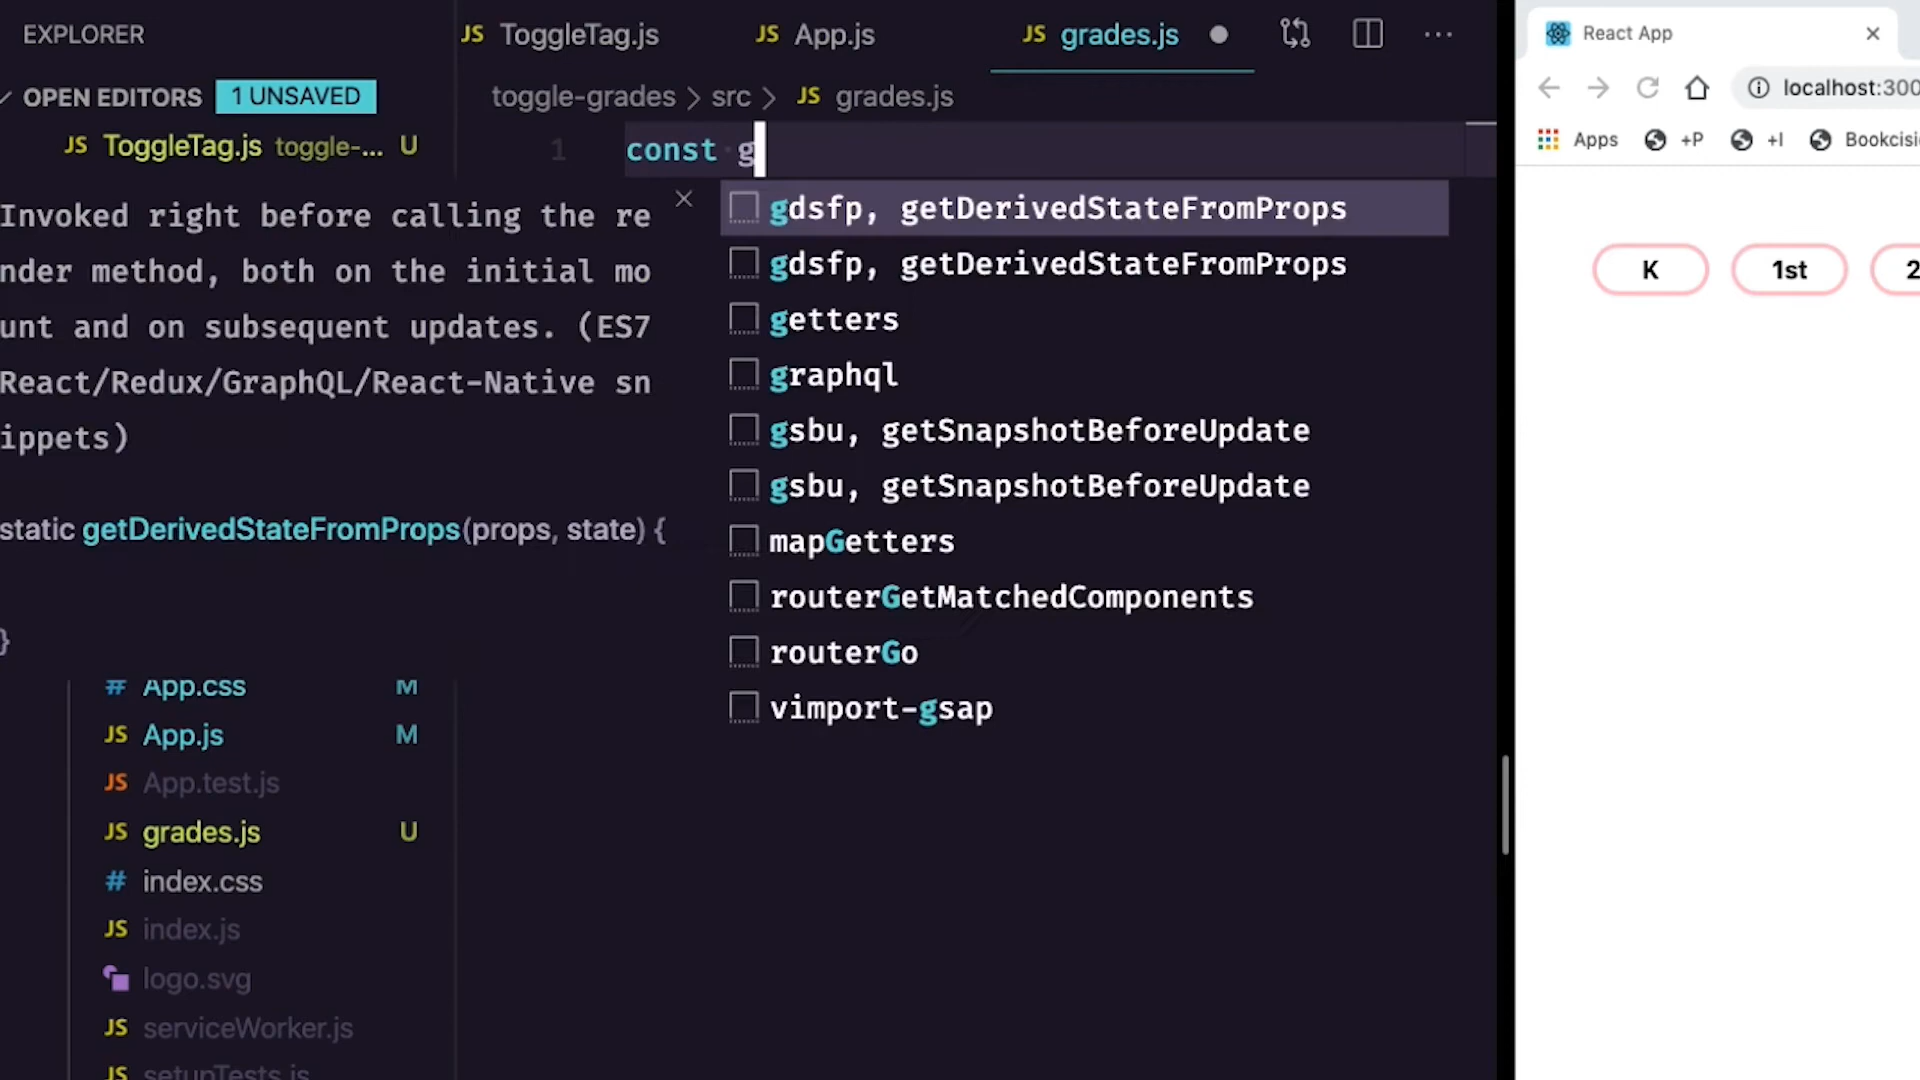 EXPLORER
OPEN EDITORS 1 UNSAVED
JS ToggleTag.js toggle-... U
JS ToggleTag.js
JS App.js
JS grades.js
toggle-grades > src > JS grades.js
1 const g
Invoked right before calling the re
nder method, both on the initial mo
unt and on subsequent updates. (ES7
React/Redux/GraphQL/React-Native sn
ippets)
static getDerivedStateFromProps(props, state) {
}
gdsfp, getDerivedStateFromProps
gdsfp, getDerivedStateFromProps
getters
graphql
gsbu, getSnapshotBeforeUpdate
gsbu, getSnapshotBeforeUpdate
mapGetters
routerGetMatchedComponents
routerGo
vimport-gsap
# App.css M
JS App.js M
JS App.test.js
JS grades.js U
# index.css
JS index.js
logo.svg
JS serviceWorker.js
JS setupTests.js
React App
localhost:300
Apps +P +I Bookcisi
K
1st
2